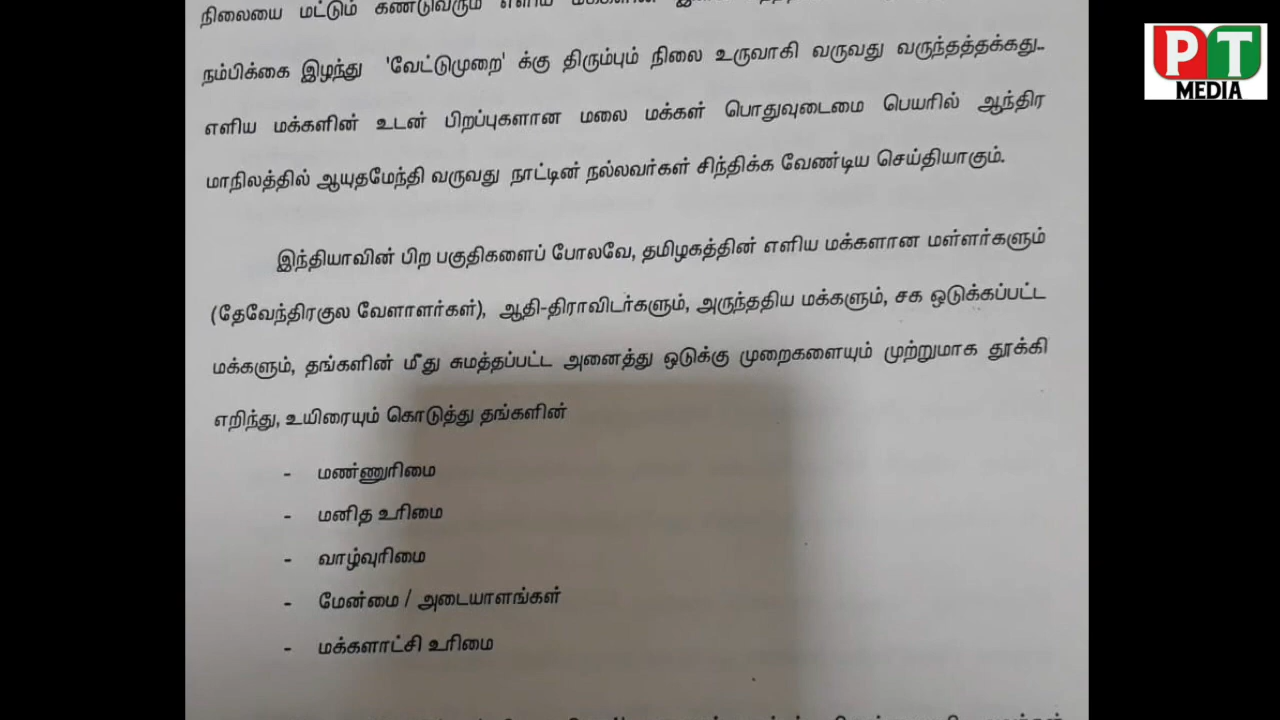 நிலையை மட்டும் கண்டுவரும் எளிய மக்களின்
நம்பிக்கை இழந்து 'வேட்டுமுறை' க்கு திரும்பும் நிலை உருவாகி வருவது வருந்தத்தக்கது..
எளிய மக்களின் உடன் பிறப்புகளான மலை மக்கள் பொதுவுடைமை பெயரில் ஆந்திர
மாநிலத்தில் ஆயுதமேந்தி வருவது நாட்டின் நல்லவர்கள் சிந்திக்க வேண்டிய செய்தியாகும்.
இந்தியாவின் பிற பகுதிகளைப் போலவே, தமிழகத்தின் எளிய மக்களான மள்ளர்களும்
(தேவேந்திரகுல வேளாளர்கள்), ஆதி-திராவிடர்களும், அருந்ததிய மக்களும், சக ஒடுக்கப்பட்ட
மக்களும், தங்களின் மீது சுமத்தப்பட்ட அனைத்து ஒடுக்கு முறைகளையும் முற்றுமாக தூக்கி
எறிந்து, உயிரையும் கொடுத்து தங்களின்
- மண்ணுரிமை
- மனித உரிமை
- வாழ்வுரிமை
- மேன்மை / அடையாளங்கள்
- மக்களாட்சி உரிமை
PT
MEDIA